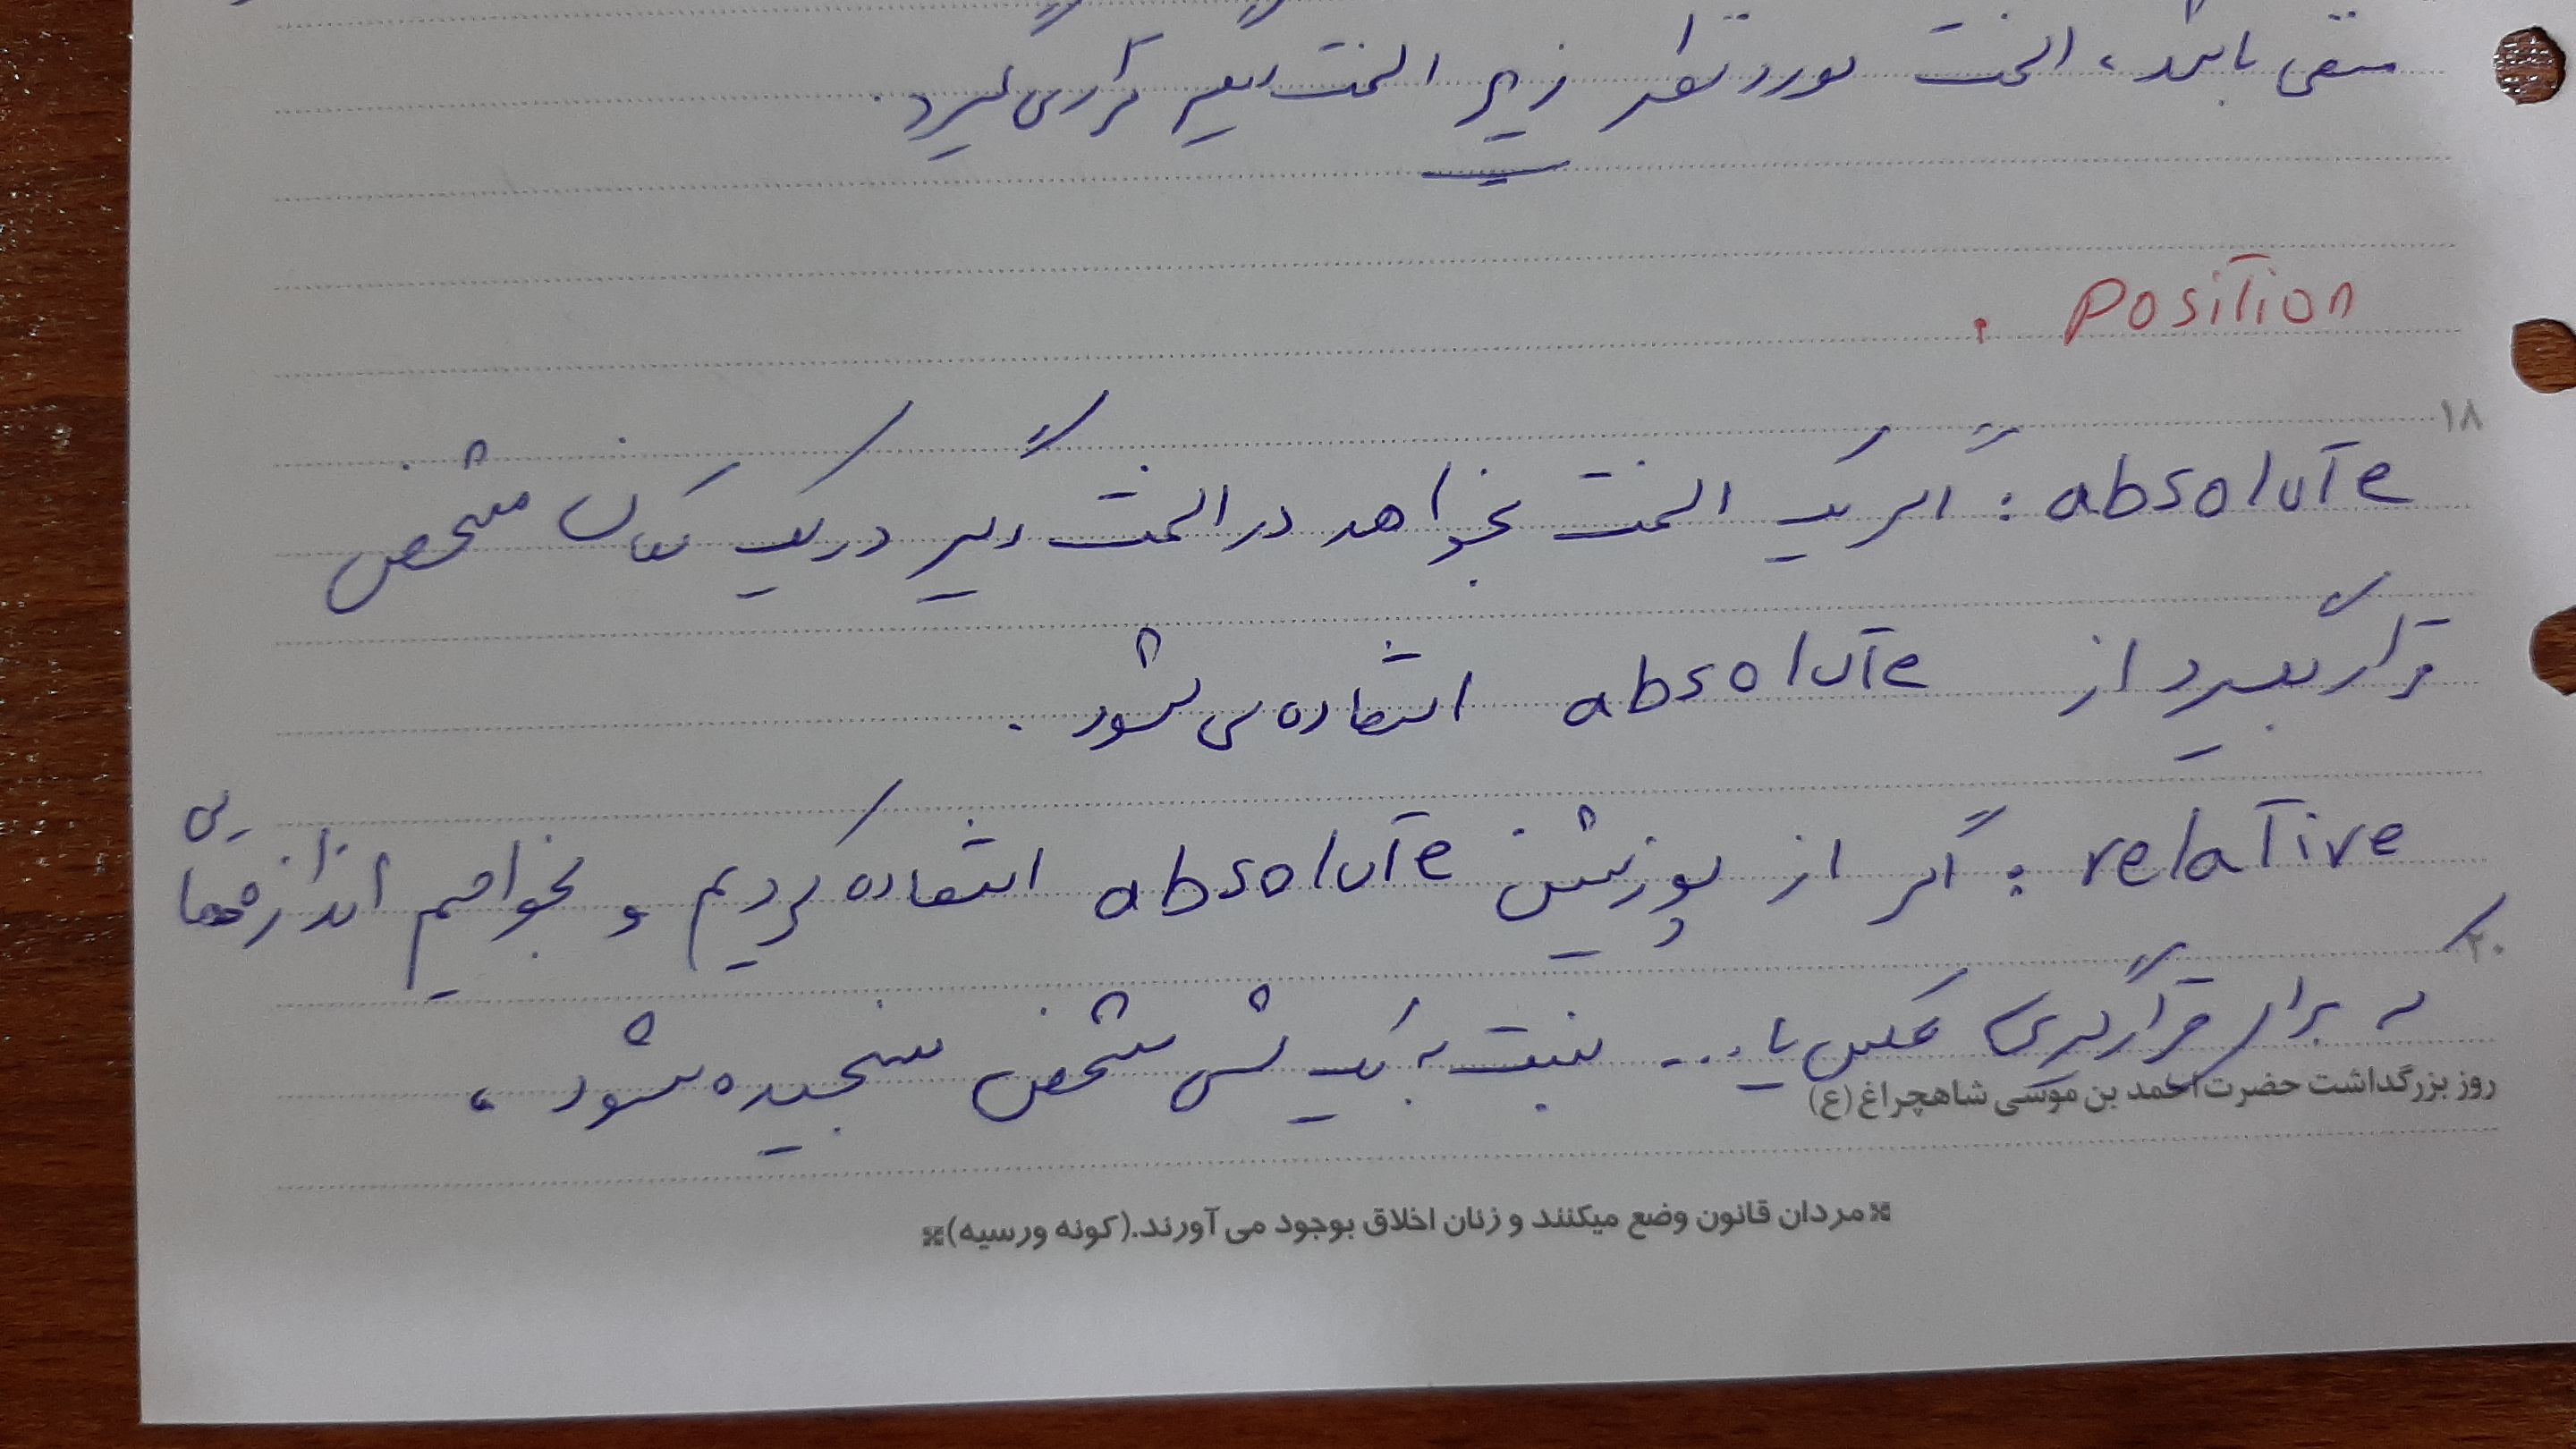 منفی باشد، المنت مورد نظر زیر المنت دیگر قرار می گیرد.
position :
۱۸
absolute : اگر یک المنت بخواهد در المنت دیگر در یک مکان مشخص
قرار بگیرد از absolute استفاده می شود .
relative : اگر از پوزیشن absolute استفاده کردیم و بخواهیم اندازه هایی
۲۰
که برای قرارگیری عکس یا ... نسبت به یک شی مشخص سنجیده شود ،
روز بزرگداشت حضرت احمد بن موسی شاهچراغ (ع)
مردان قانون وضع میکنند و زنان اخلاق بوجود می آورند.(کونه ورسیه)